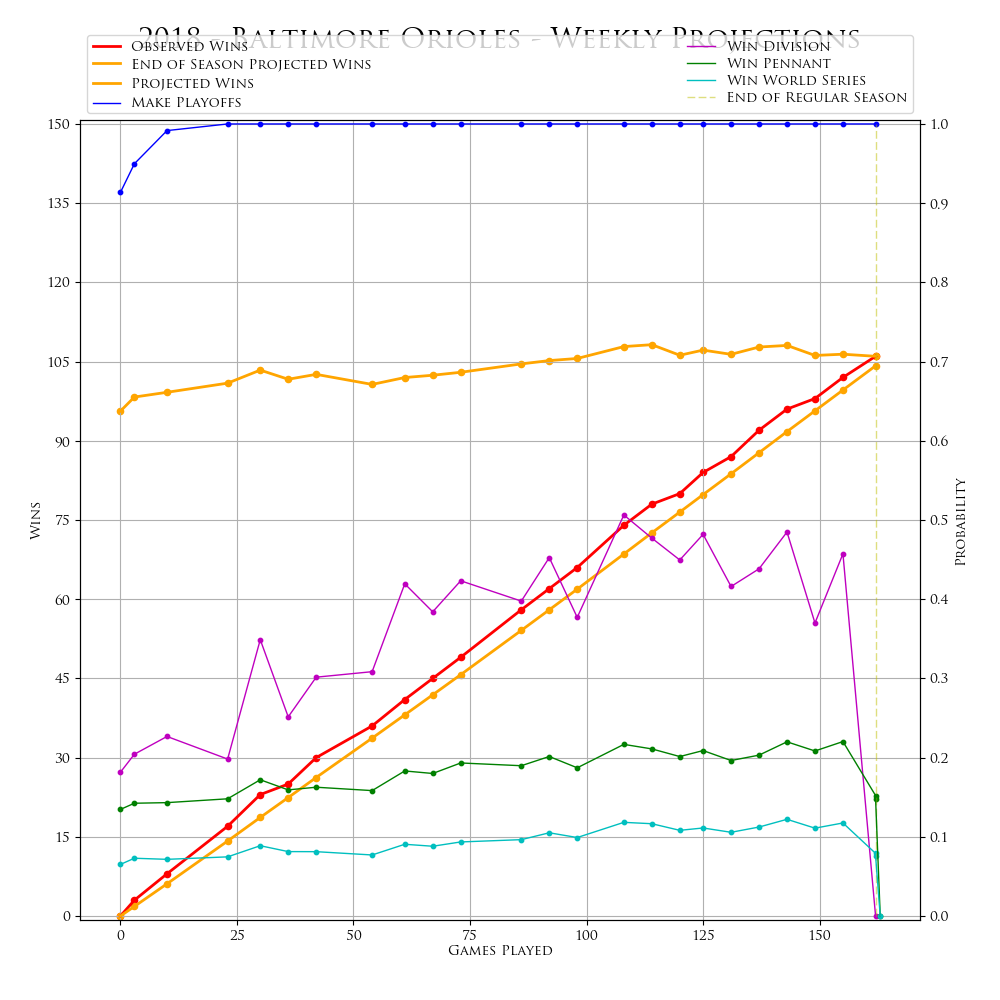 2018 - Baltimore Orioles - Weekly Projections
Observed Wins
End of Season Projected Wins
Projected Wins
Make Playoffs
Win Division
Win Pennant
Win World Series
End of Regular Season
150
135
120
105
90
75
60
45
30
15
0
Wins
1.0
0.9
0.8
0.7
0.6
0.5
0.4
0.3
0.2
0.1
0.0
Probability
0 25 50 75 100 125 150
Games Played